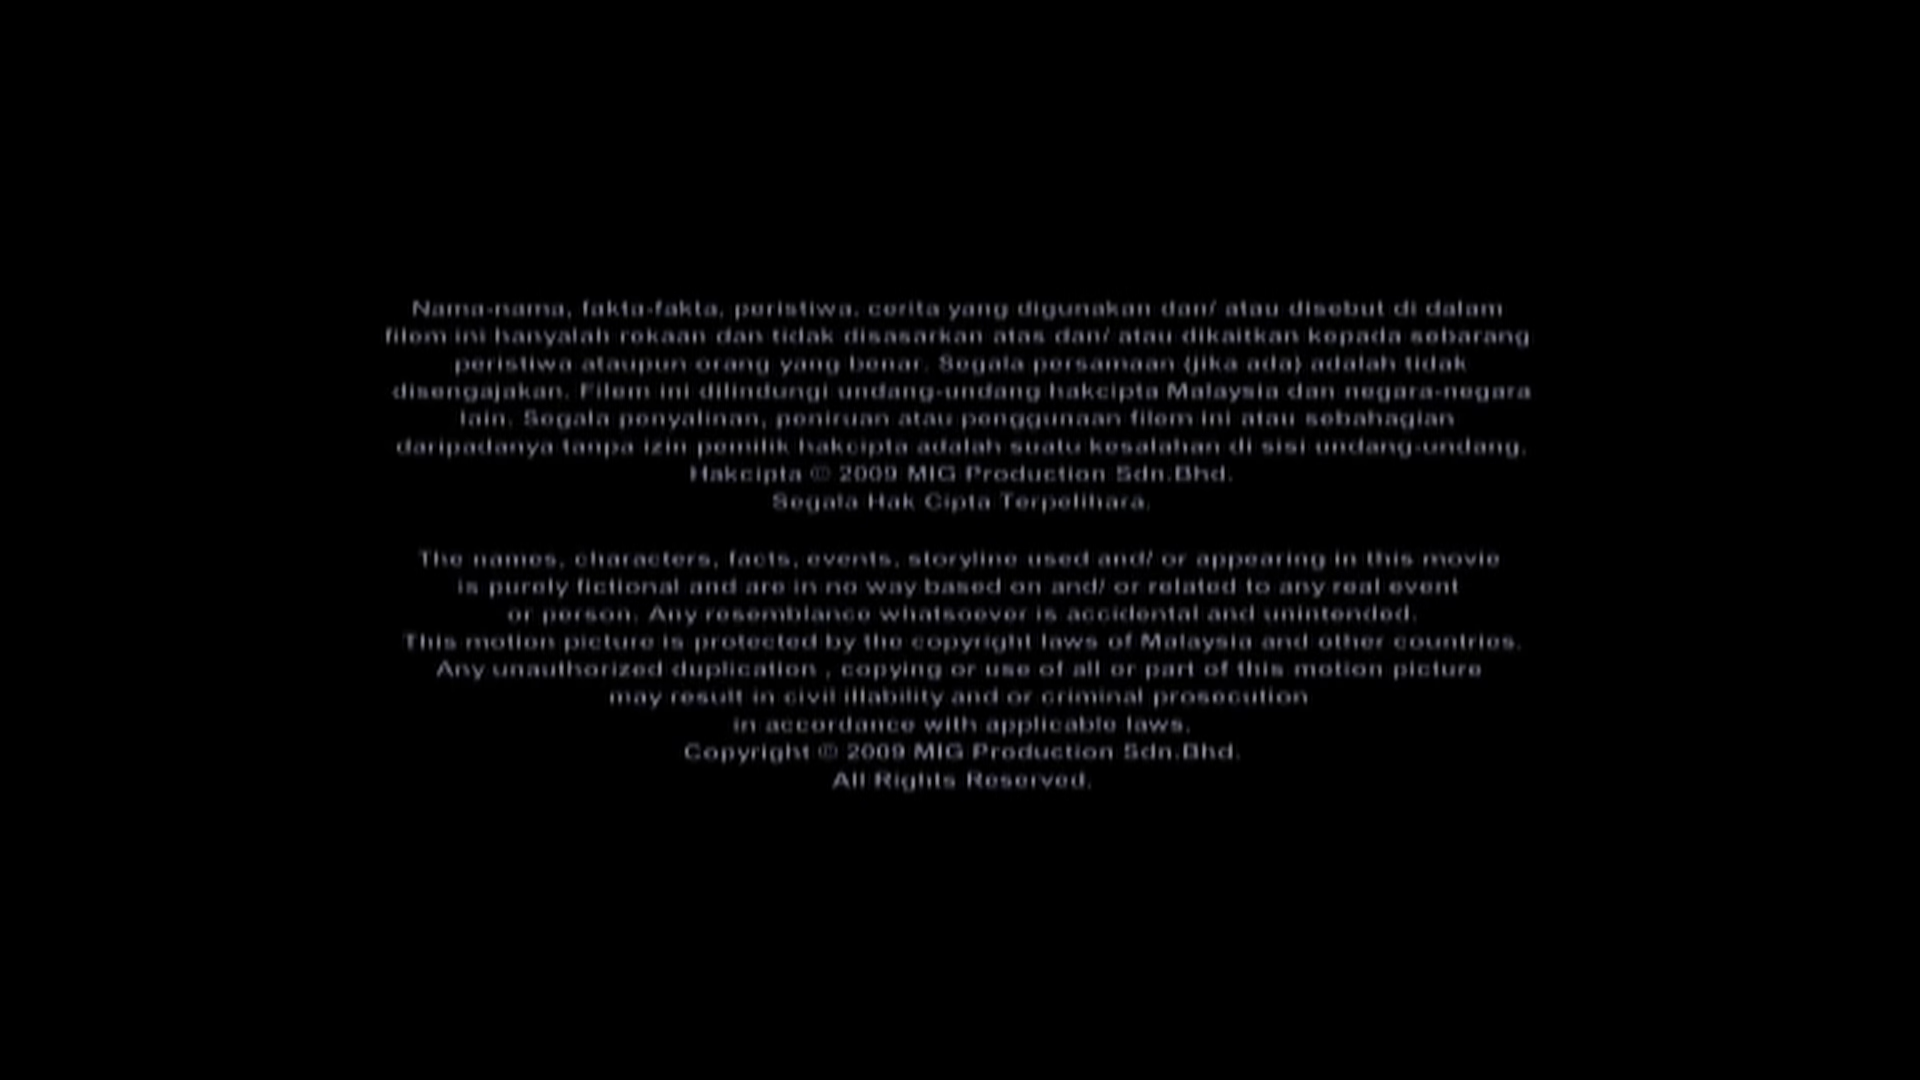 Nama-nama, fakta-fakta, peristiwa, cerita yang digunakan dan/ atau disebut di dalam
filem ini hanyalah rekaan dan tidak disasarkan atas dan/ atau dikaitkan kepada sebarang
peristiwa ataupun orang yang benar. Segala persamaan (jika ada) adalah tidak
disengajakan. Filem ini dilindungi undang-undang hakcipta Malaysia dan negara-negara
lain. Segala penyalinan, peniruan atau penggunaan filem ini atau sebahagian
daripadanya tanpa izin pemilik hakcipta adalah suatu kesalahan di sisi undang-undang.
Hakcipta © 2009 MIG Production Sdn.Bhd.
Segala Hak Cipta Terpelihara.
The names, characters, facts, events, storyline used and/ or appearing in this movie
is purely fictional and are in no way based on and/ or related to any real event
or person. Any resemblance whatsoever is accidental and unintended.
This motion picture is protected by the copyright laws of Malaysia and other countries.
Any unauthorized duplication , copying or use of all or part of this motion picture
may result in civil illability and or criminal prosecution
in accordance with applicable laws.
Copyright © 2009 MIG Production Sdn.Bhd.
All Rights Reserved.